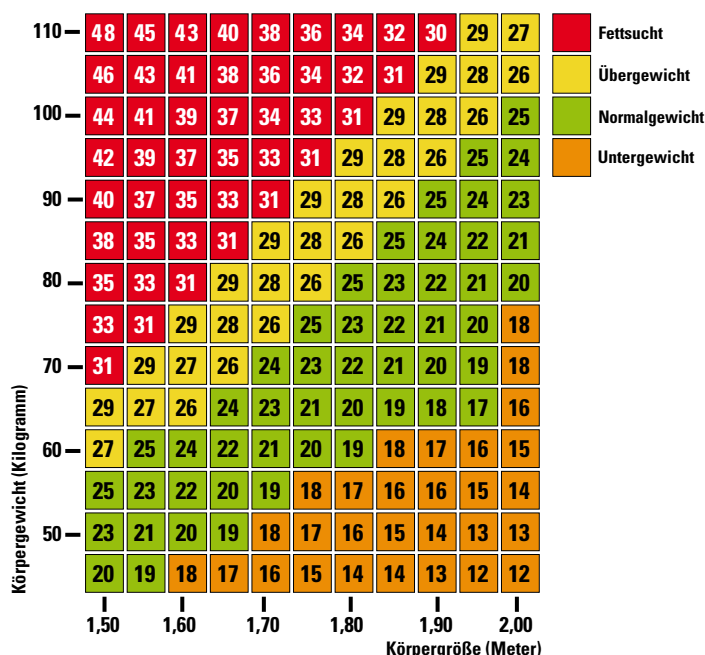 110 48 45 43 40 38 36 34 32 30 29 27 Fettsucht
46 43 41 38 36 34 32 31 29 28 26 Übergewicht
100 44 41 39 37 34 33 31 29 28 26 25 Normalgewicht
42 39 37 35 33 31 29 28 26 25 24 Untergewicht
90 40 37 35 33 31 29 28 26 25 24 23
38 35 33 31 29 28 26 25 24 22 21
80 35 33 31 29 28 26 25 23 22 21 20
33 31 29 28 26 25 23 22 21 20 18
70 31 29 27 26 24 23 22 21 20 19 18
29 27 26 24 23 21 20 19 18 17 16
60 27 25 24 22 21 20 19 18 17 16 15
25 23 22 20 19 18 17 16 16 15 14
50 23 21 20 19 18 17 16 15 14 13 13
20 19 18 17 16 15 14 14 13 12 12
Körpergewicht (Kilogramm)
1,50 1,60 1,70 1,80 1,90 2,00
Körpergröße (Meter)